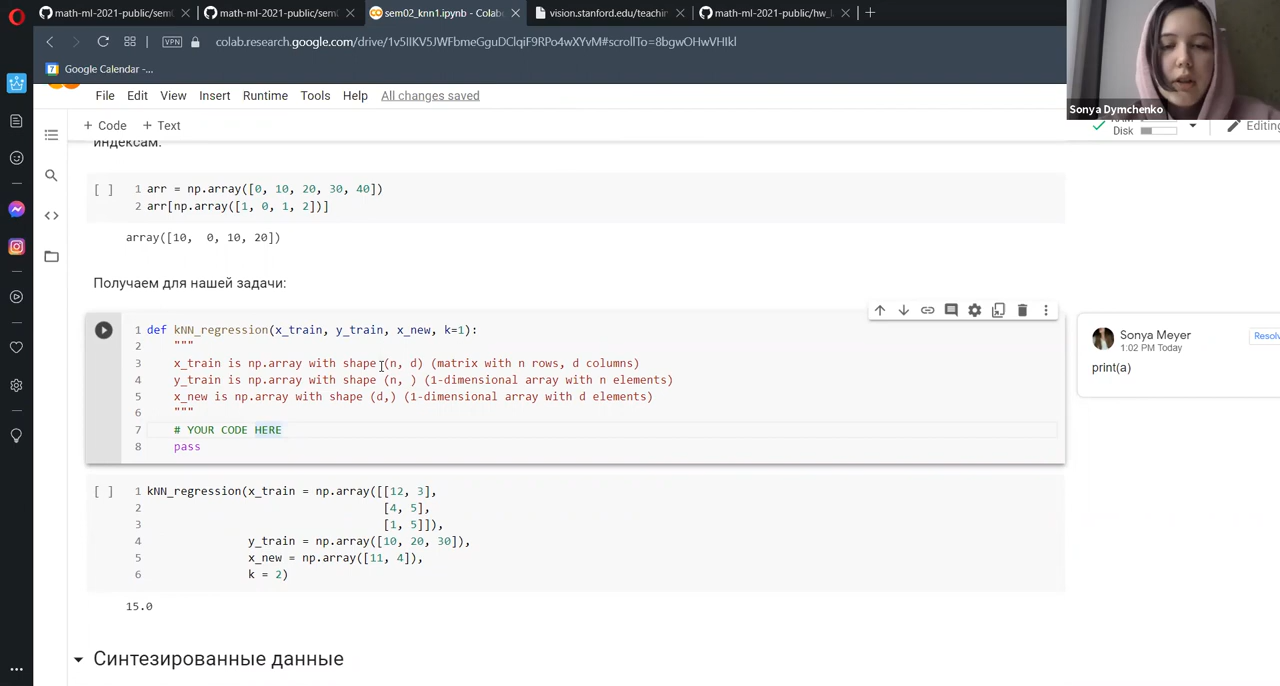 math-ml-2021-public/sem
math-ml-2021-public/sem
sem02_knn1.ipynb - Colab
vision.stanford.edu/teachin
math-ml-2021-public/hw_
VPN
colab.research.google.com/drive/1v5IIKV5JWFbmeGguDClqiF9RPo4wXYvM#scrollTo=8bgwOHwVHIkl
7 Google Calendar -...
File Edit View Insert Runtime Tools Help All changes saved
+ Code + Text
Disk
Editing
индексам.
[ ] 1 arr = np.array([0, 10, 20, 30, 40])
2 arr[np.array([1, 0, 1, 2])]
array([10, 0, 10, 20])
Получаем для нашей задачи:
1 def kNN_regression(x_train, y_train, x_new, k=1):
2 """
3 x_train is np.array with shape (n, d) (matrix with n rows, d columns)
4 y_train is np.array with shape (n, ) (1-dimensional array with n elements)
5 x_new is np.array with shape (d,) (1-dimensional array with d elements)
6 """
7 # YOUR CODE HERE
8 pass
[ ] 1 kNN_regression(x_train = np.array([[12, 3],
2 [4, 5],
3 [1, 5]]),
4 y_train = np.array([10, 20, 30]),
5 x_new = np.array([11, 4]),
6 k = 2)
15.0
Синтезированные данные
Sonya Dymchenko
Sonya Meyer
1:02 PM Today
Resolv
print(a)